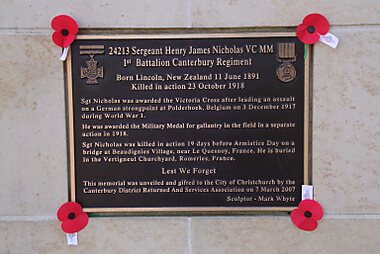 24213 Sergeant Henry James Nicholas VC MM
1st Battalion Canterbury Regiment
Born Lincoln, New Zealand 11 June 1891
Killed in action 23 October 1918
Sgt Nicholas was awarded the Victoria Cross after leading an assault
on a German strongpoint at Polderhoek, Belgium on 3 December 1917
during World War 1.
He was awarded the Military Medal for gallantry in the field in a separate
action in 1918.
Sgt Nicholas was killed in action 19 days before Armistice Day on a
bridge at Beaudignies Village, near Le Quesnoy, France. He is buried
in the Vertigneul Churchyard, Romeries, France.
Lest We Forget
This memorial was unveiled and gifted to the City of Christchurch by the
Canterbury District Returned And Services Association on 7 March 2007
Sculptor - Mark Whyte